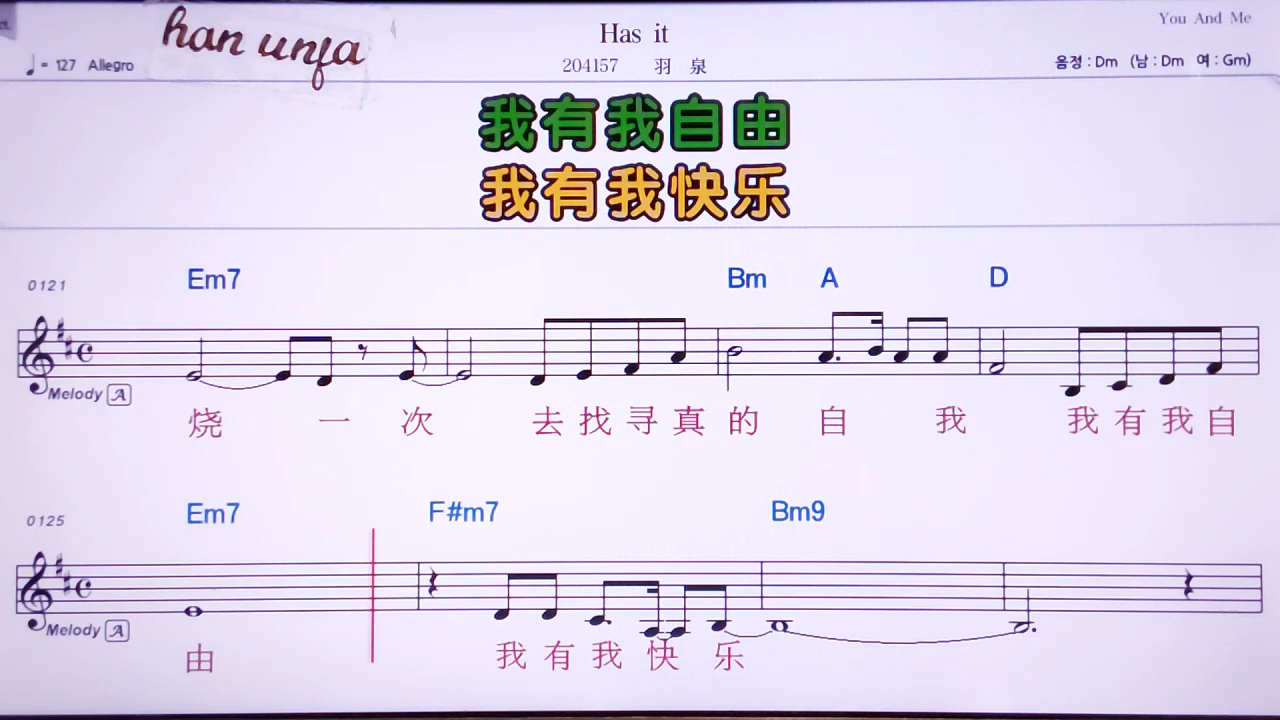 You And Me
han unfa
Has it
♩= 127 Allegro
204157 羽 泉
음정 : Dm (남 : Dm 여 : Gm)
我有我自由
我有我快乐
0121
Em7 Bm A D
Melody A
烧 一 次 去 找 寻 真 的 自 我 我 有 我 自
0125
Em7 F#m7 Bm9
Melody A
由 我 有 我 快 乐